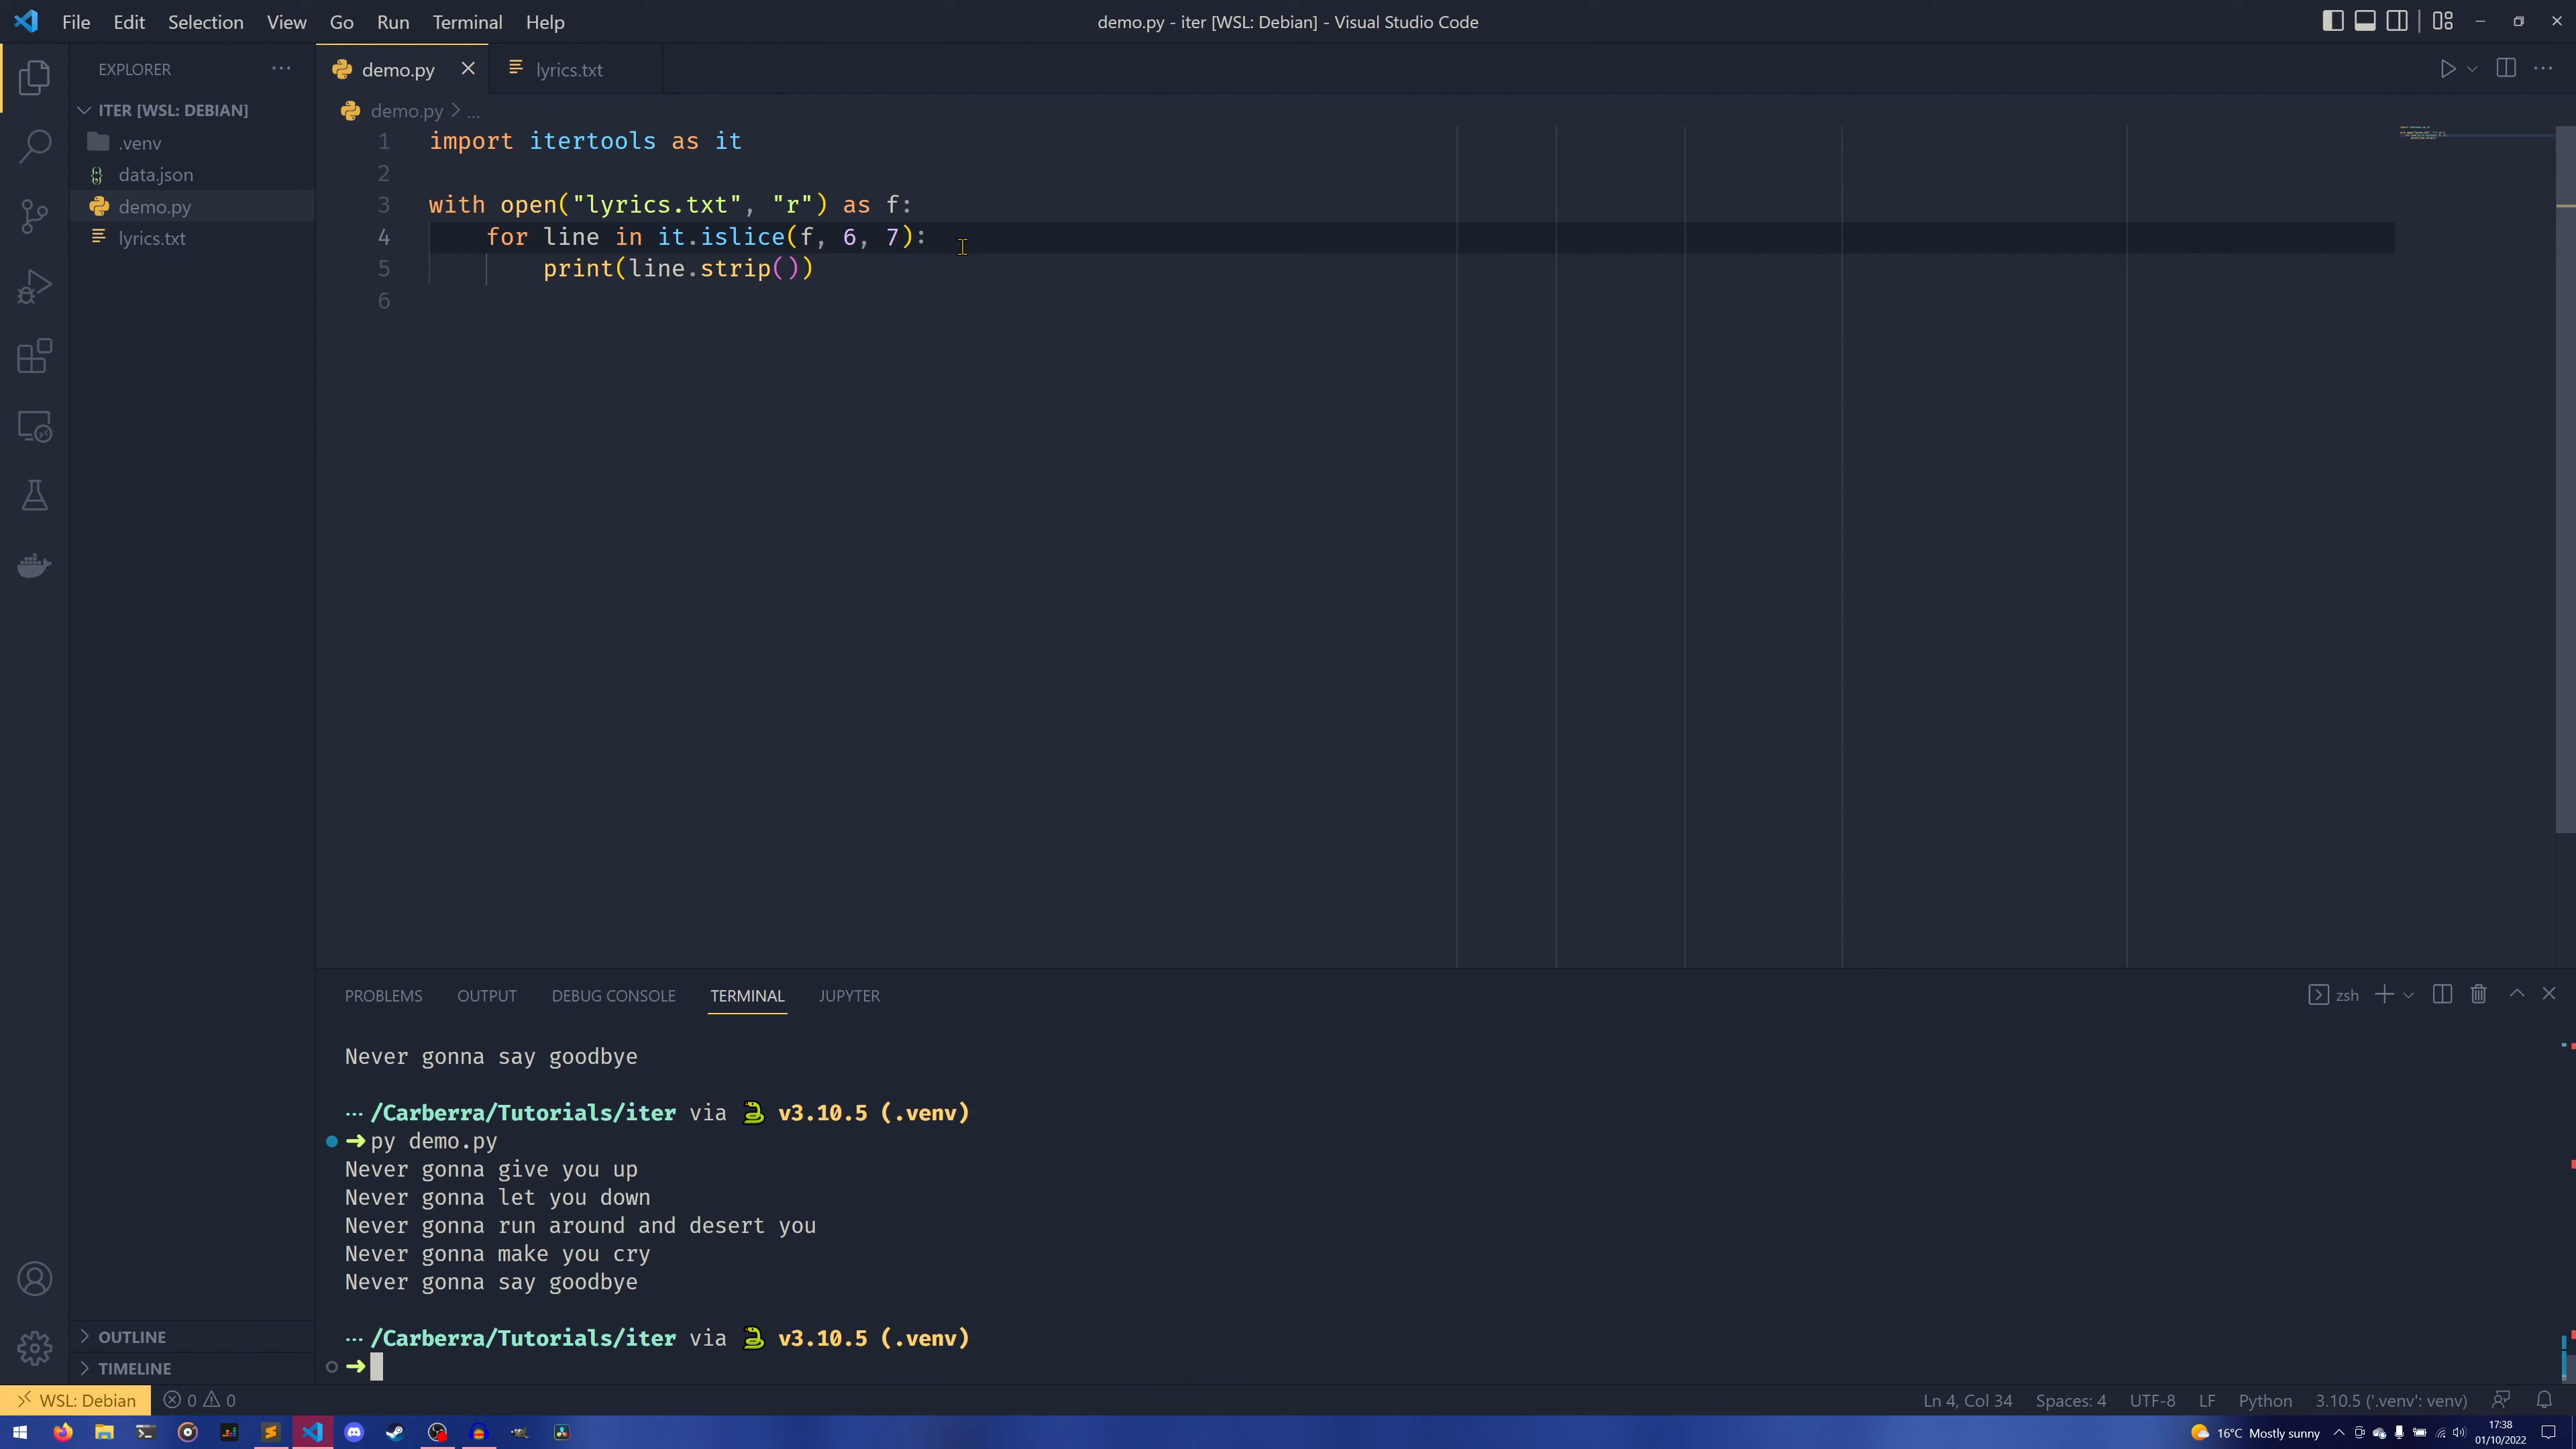 File Edit Selection View Go Run Terminal Help
demo.py - iter [WSL: Debian] - Visual Studio Code
EXPLORER
ITER [WSL: DEBIAN]
.venv
data.json
demo.py
lyrics.txt
OUTLINE
TIMELINE
demo.py lyrics.txt
demo.py > ...
1 import itertools as it
2
3 with open("lyrics.txt", "r") as f:
4 for line in it.islice(f, 6, 7):
5 print(line.strip())
6
PROBLEMS OUTPUT DEBUG CONSOLE TERMINAL JUPYTER
zsh
Never gonna say goodbye
··· /Carberra/Tutorials/iter via v3.10.5 (.venv)
➜ py demo.py
Never gonna give you up
Never gonna let you down
Never gonna run around and desert you
Never gonna make you cry
Never gonna say goodbye
··· /Carberra/Tutorials/iter via v3.10.5 (.venv)
➜
WSL: Debian 0 0 Ln 4, Col 34 Spaces: 4 UTF-8 LF Python 3.10.5 ('.venv': venv)
16°C Mostly sunny
17:38
01/10/2022